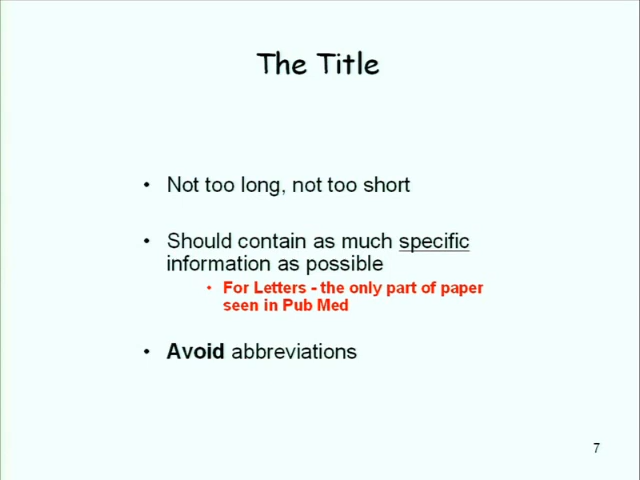 The Title
• Not too long, not too short
• Should contain as much specific
information as possible
• For Letters - the only part of paper
seen in Pub Med
• Avoid abbreviations
7